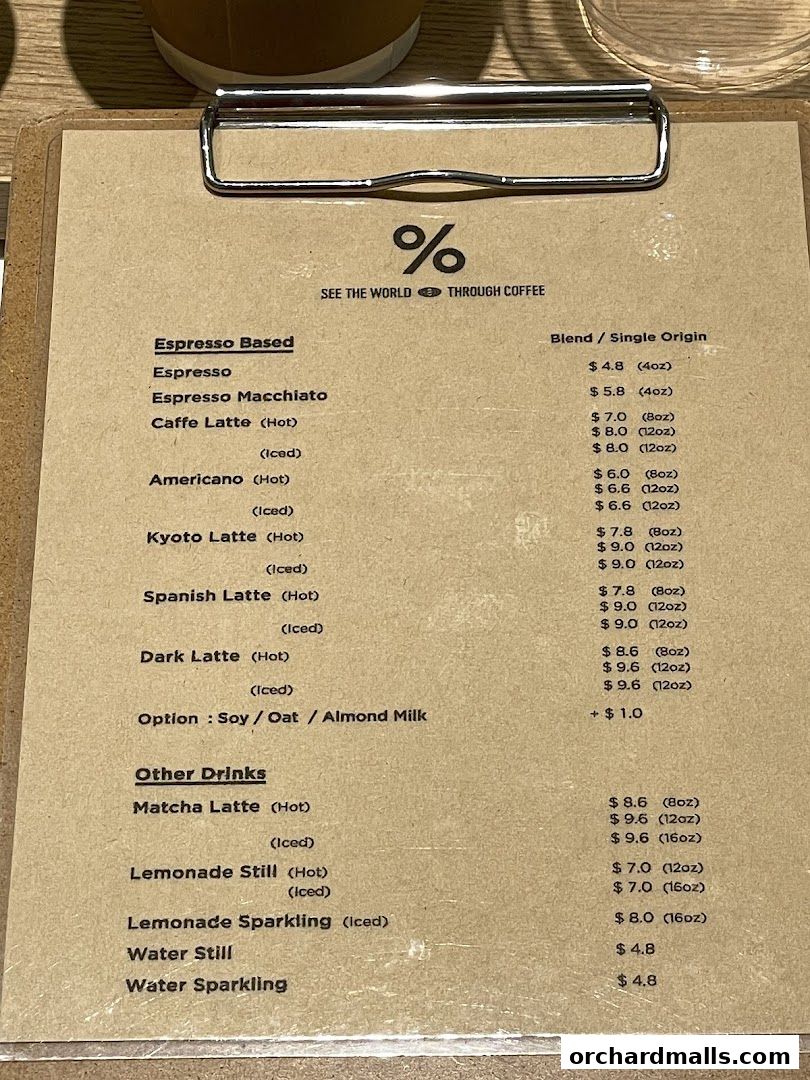 %
SEE THE WORLD THROUGH COFFEE
Espresso Based Blend / Single Origin
Espresso $ 4.8 (4oz)
Espresso Macchiato $ 5.8 (4oz)
Caffe Latte (Hot) $ 7.0 (8oz)
$ 8.0 (12oz)
(Iced) $ 8.0 (12oz)
Americano (Hot) $ 6.0 (8oz)
$ 6.6 (12oz)
(Iced) $ 6.6 (12oz)
Kyoto Latte (Hot) $ 7.8 (8oz)
$ 9.0 (12oz)
(Iced) $ 9.0 (12oz)
Spanish Latte (Hot) $ 7.8 (8oz)
$ 9.0 (12oz)
(Iced) $ 9.0 (12oz)
Dark Latte (Hot) $ 8.6 (8oz)
$ 9.6 (12oz)
(Iced) $ 9.6 (12oz)
Option : Soy / Oat / Almond Milk + $ 1.0
Other Drinks
Matcha Latte (Hot) $ 8.6 (8oz)
$ 9.6 (12oz)
(Iced) $ 9.6 (16oz)
Lemonade Still (Hot) $ 7.0 (12oz)
(Iced) $ 7.0 (16oz)
Lemonade Sparkling (Iced) $ 8.0 (16oz)
Water Still $ 4.8
Water Sparkling $ 4.8
orchardmalls.com